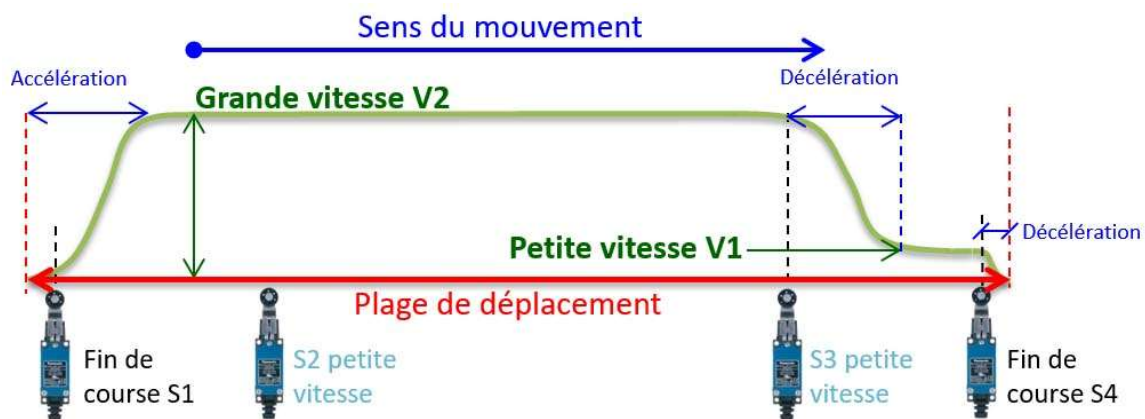 Sens du mouvement
Accélération
Décélération
Grande vitesse V2
Petite vitesse V1
Décélération
Plage de déplacement
Fin de
course S1
S2 petite
vitesse
S3 petite
vitesse
Fin de
course S4